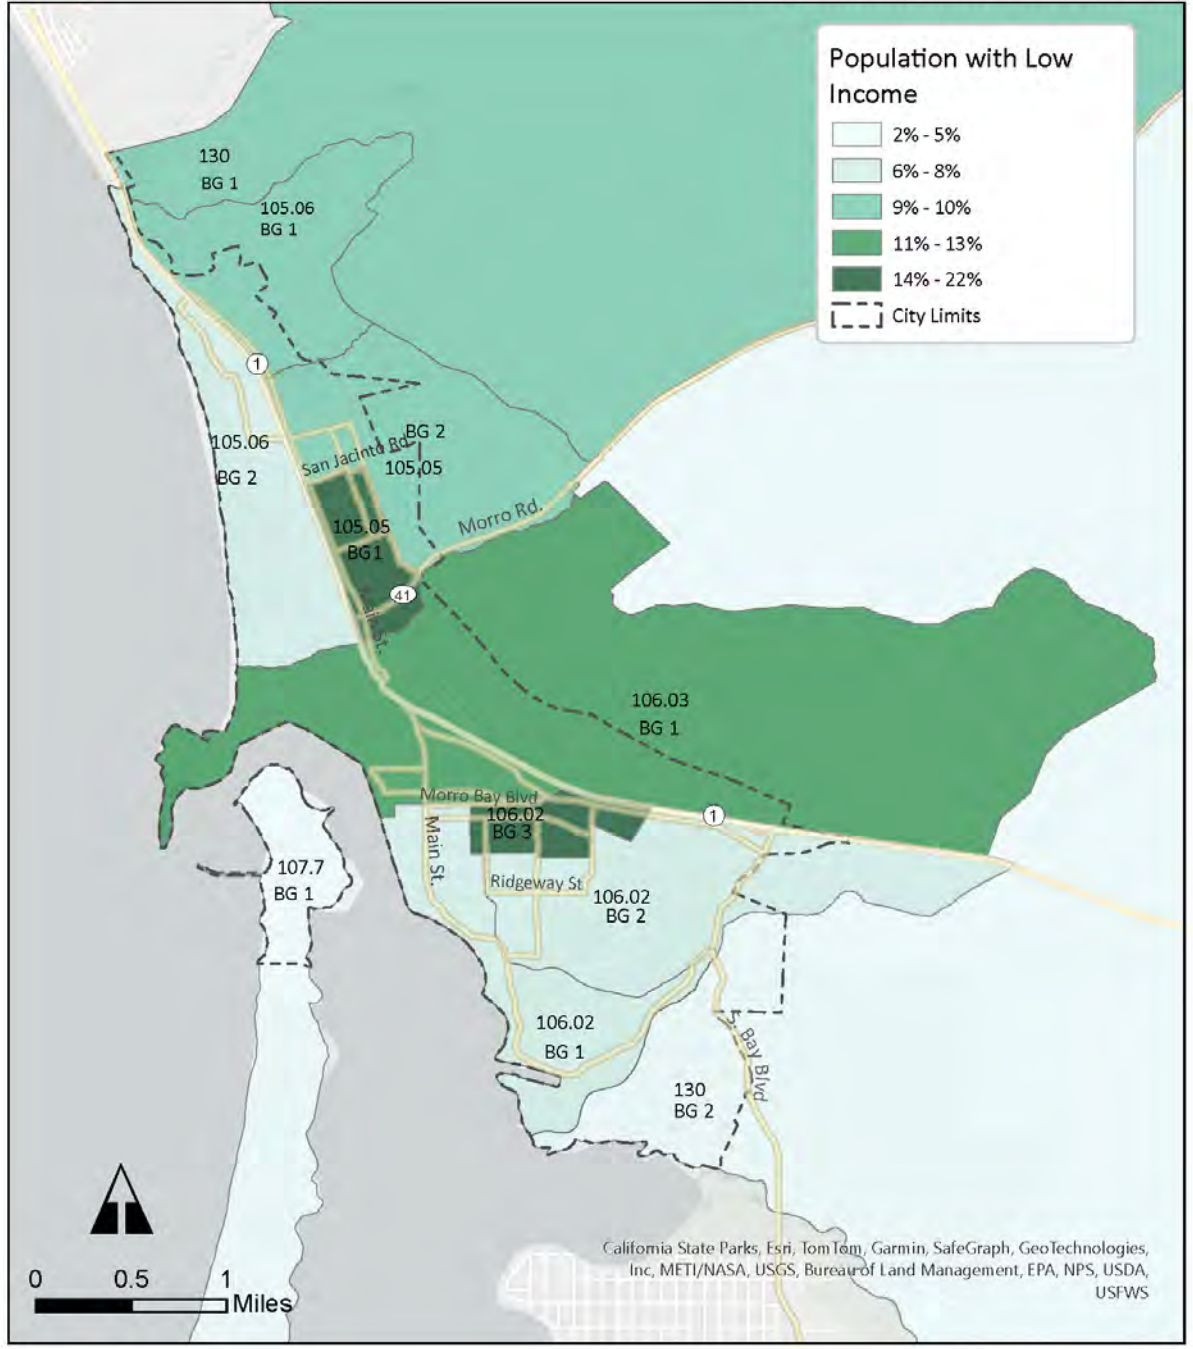 Population with Low
Income
2% - 5%
6% - 8%
9% - 10%
11% - 13%
14% - 22%
City Limits
130
BG 1
105.06
BG 1
1
105.06
BG 2
San Jacinto Rd.
BG 2
105.05
105.05
BG 1
Morro Rd.
41
St.
106.03
BG 1
Morro Bay Blvd
106.02
BG 3
1
Main St.
107.7
BG 1
Ridgeway St
106.02
BG 2
106.02
BG 1
S. Bay Blvd
130
BG 2
0 0.5 1
Miles
California State Parks, Esri, TomTom, Garmin, SafeGraph, GeoTechnologies,
Inc, METI/NASA, USGS, Bureau of Land Management, EPA, NPS, USDA,
USFWS